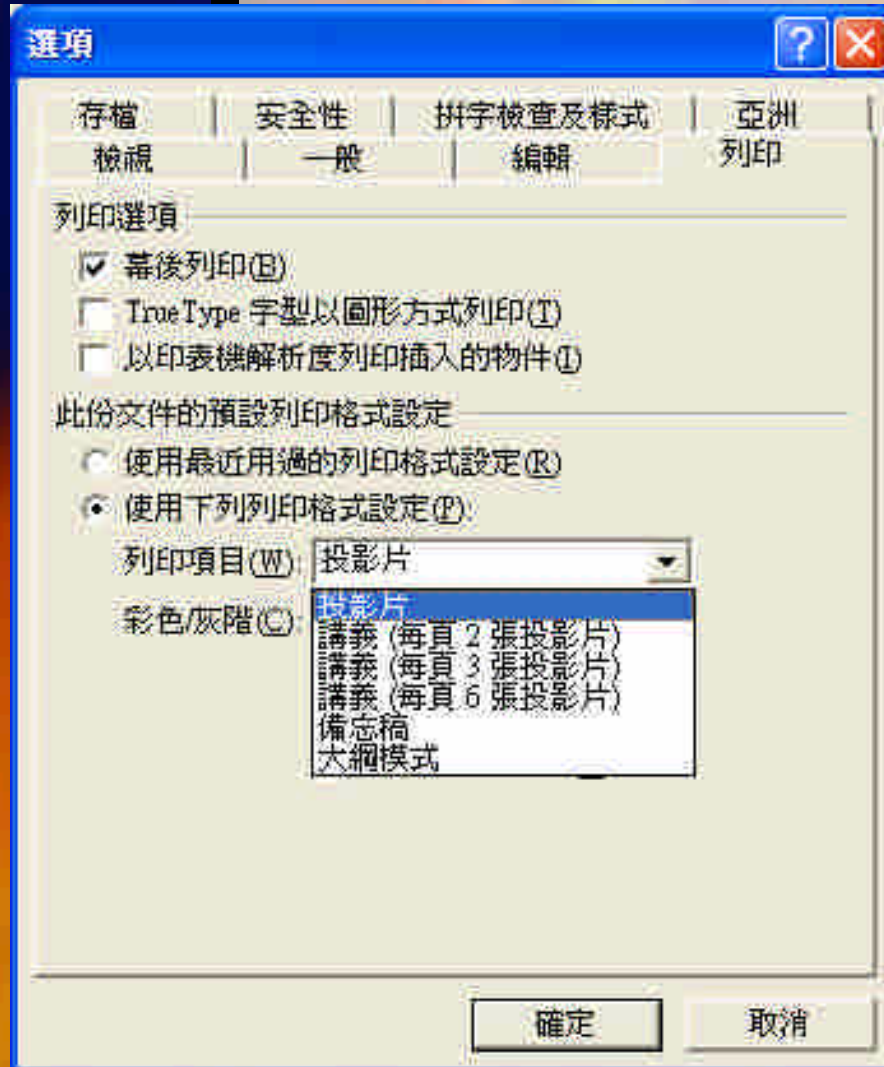 選項
存檔 安全性 拼字檢查及樣式 亞洲
檢視 一般 編輯 列印
列印選項
幕後列印(B)
TrueType 字型以圖形方式列印(T)
以印表機解析度列印插入的物件(I)
此份文件的預設列印格式設定
使用最近用過的列印格式設定(R)
使用下列列印格式設定(P):
列印項目(W): 投影片
彩色/灰階(C): 投影片
講義 (每頁 2 張投影片)
講義 (每頁 3 張投影片)
講義 (每頁 6 張投影片)
備忘稿
大綱模式
確定 取消